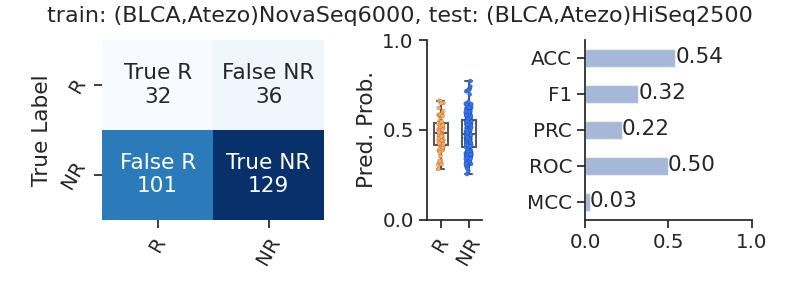 train: (BLCA,Atezo)NovaSeq6000, test: (BLCA,Atezo)HiSeq2500
True Label
R
NR
True R
32
False NR
36
False R
101
True NR
129
R
NR
Pred. Prob.
1.0
0.5
0.0
R
NR
ACC
0.54
F1
0.32
PRC
0.22
ROC
0.50
MCC
0.03
0.0
0.5
1.0